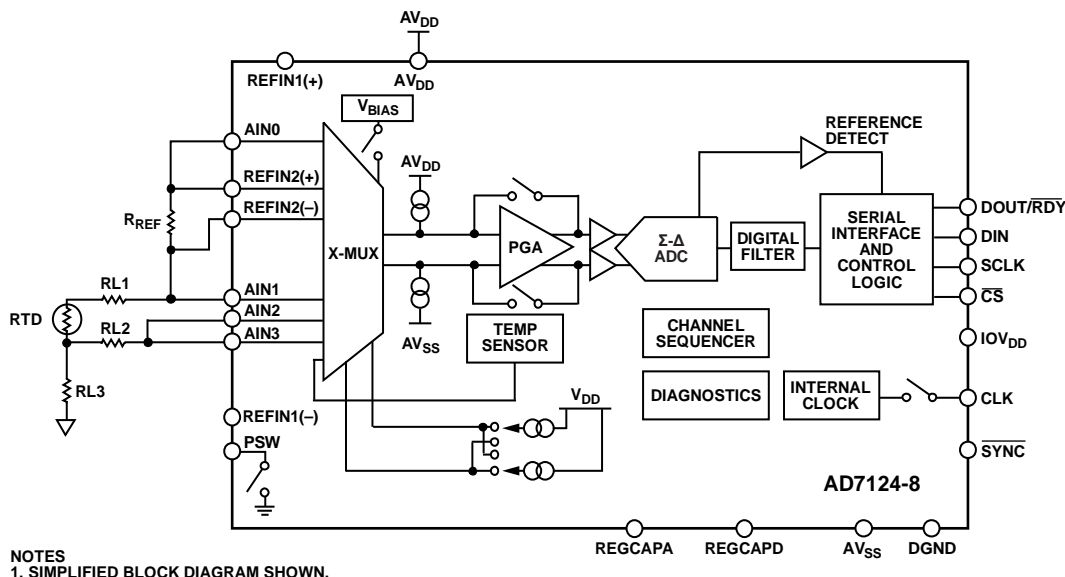 AVDD
REFIN1(+)
AVDD
VBIAS
AIN0
REFERENCE
DETECT
AVDD
REFIN2(+)
REFIN2(–)
RREF
X-MUX
PGA
Σ-Δ
ADC
DIGITAL
FILTER
SERIAL
INTERFACE
AND
CONTROL
LOGIC
DOUT/RDY
DIN
SCLK
CS
RL1
AIN1
RTD
RL2
AIN2
AIN3
AVSS
TEMP
SENSOR
CHANNEL
SEQUENCER
IOVDD
RL3
DIAGNOSTICS
INTERNAL
CLOCK
CLK
VDD
REFIN1(–)
PSW
SYNC
AD7124-8
REGCAPA
REGCAPD
AVSS
DGND
NOTES
1. SIMPLIFIED BLOCK DIAGRAM SHOWN.